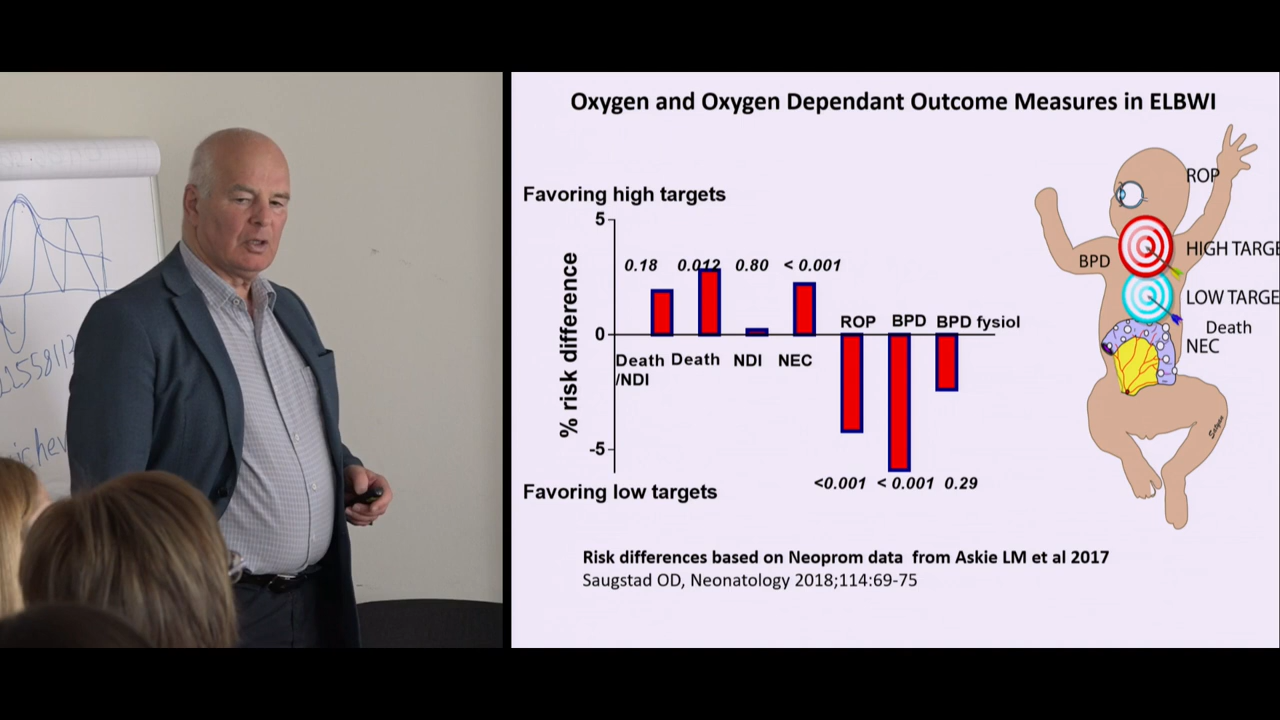 Oxygen and Oxygen Dependant Outcome Measures in ELBWI
Favoring high targets
5
0.18 0.012 0.80 < 0.001
% risk difference
0
ROP BPD BPD fysiol
Death Death NDI NEC
/NDI
-5
<0.001 < 0.001 0.29
Favoring low targets
ROP
BPD
HIGH TARGE
LOW TARGE
Death
NEC
Risk differences based on Neoprom data from Askie LM et al 2017
Saugstad OD, Neonatology 2018;114:69-75